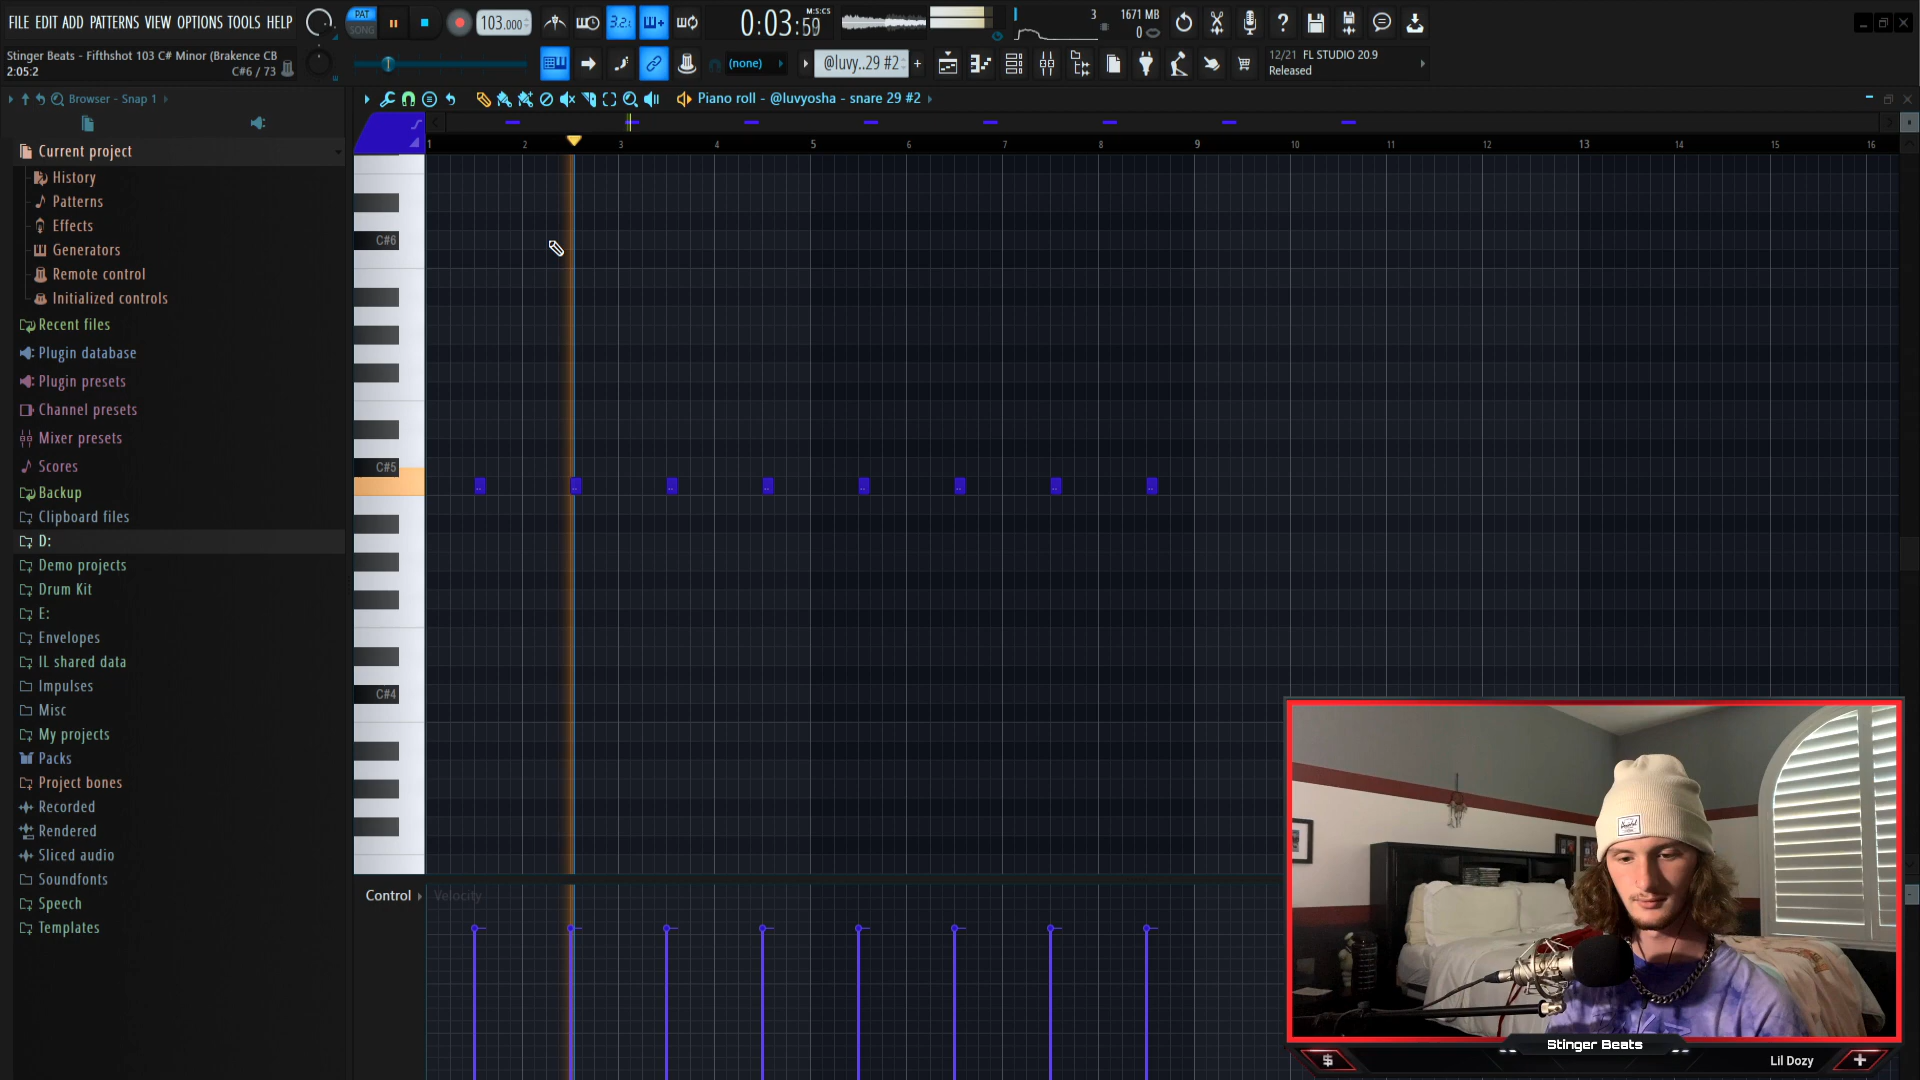 FILE EDIT ADD PATTERNS VIEW OPTIONS TOOLS HELP
PAT
SONG
103.000
3.2.
0:03:59
M:S:CS
3
1671 MB
0
Stinger Beats - Fifthshot 103 C# Minor (Brakence CB
2:05:2
C#6 / 73
(none)
@luvy..29 #2
12/21 FL STUDIO 20.9
Released
Browser - Snap 1
Piano roll - @luvyosha - snare 29 #2
1 2 3 4 5 6 7 8 9 10 11 12 13 14 15 16
Current project
History
Patterns
Effects
Generators
Remote control
Initialized controls
Recent files
Plugin database
Plugin presets
Channel presets
Mixer presets
Scores
Backup
Clipboard files
D:
Demo projects
Drum Kit
E:
Envelopes
IL shared data
Impulses
Misc
My projects
Packs
Project bones
Recorded
Rendered
Sliced audio
Soundfonts
Speech
Templates
C#6
C#5
C#4
Control
Velocity
Stinger Beats
$
Lil Dozy